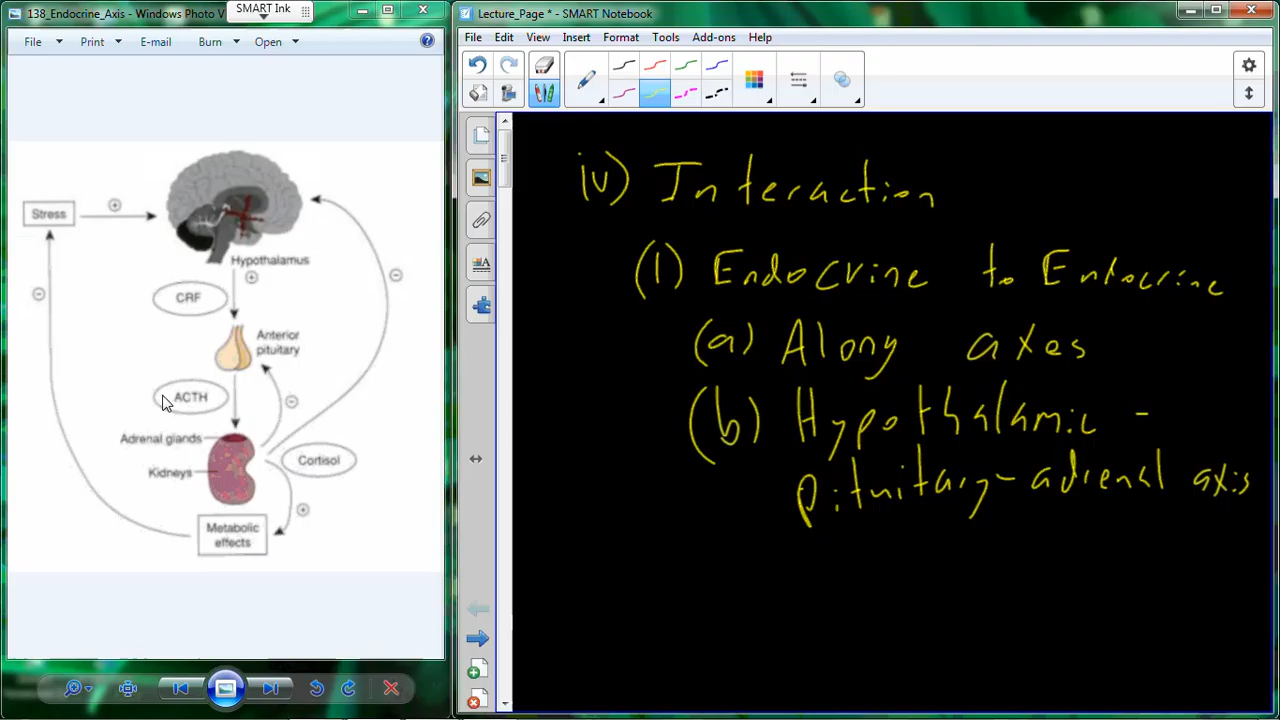 138_Endocrine_Axis - Windows Photo V
SMART Ink
File
Print
E-mail
Burn
Open
Stress
Hypothalamus
CRF
Anterior
pituitary
ACTH
Adrenal glands
Kidneys
Cortisol
Metabolic
effects
Lecture_Page * - SMART Notebook
File Edit View Insert Format Tools Add-ons Help
iv) Interaction
(1) Endocrine to Endocrine
(a) Along axes
(b) Hypothalamic -
pituitary-adrenal axis